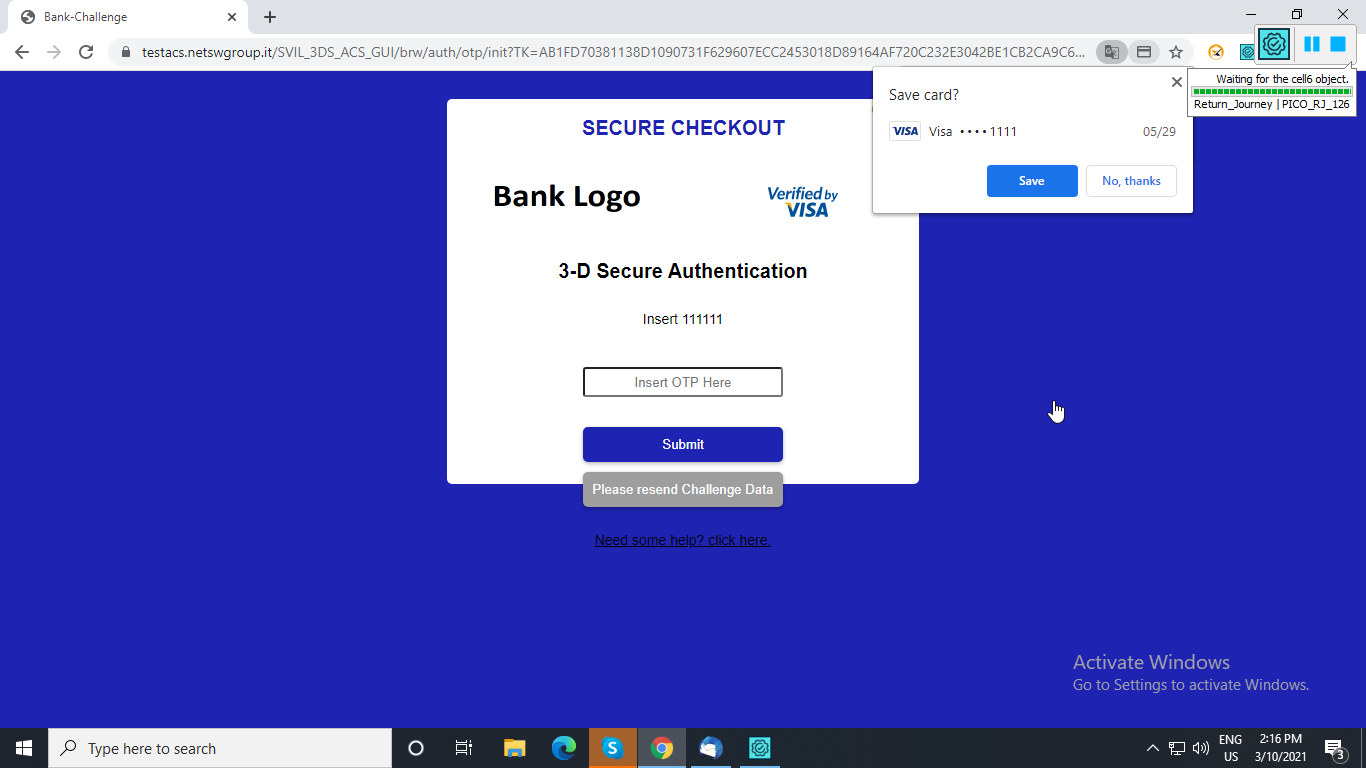 Bank-Challenge
testacs.netswgroup.it/SVIL_3DS_ACS_GUI/brw/auth/otp/init?TK=AB1FD70381138D1090731F629607ECC2453018D89164AF720C232E3042BE1CB2CA9C6...
Waiting for the cell6 object.
Return_Journey | PICO_RJ_126
Save card?
VISA Visa •••• 1111 05/29
Save No, thanks
SECURE CHECKOUT
Bank Logo
Verified by
VISA
3-D Secure Authentication
Insert 111111
Insert OTP Here
Submit
Please resend Challenge Data
Need some help? click here.
Activate Windows
Go to Settings to activate Windows.
Type here to search
ENG
US
2:16 PM
3/10/2021
3